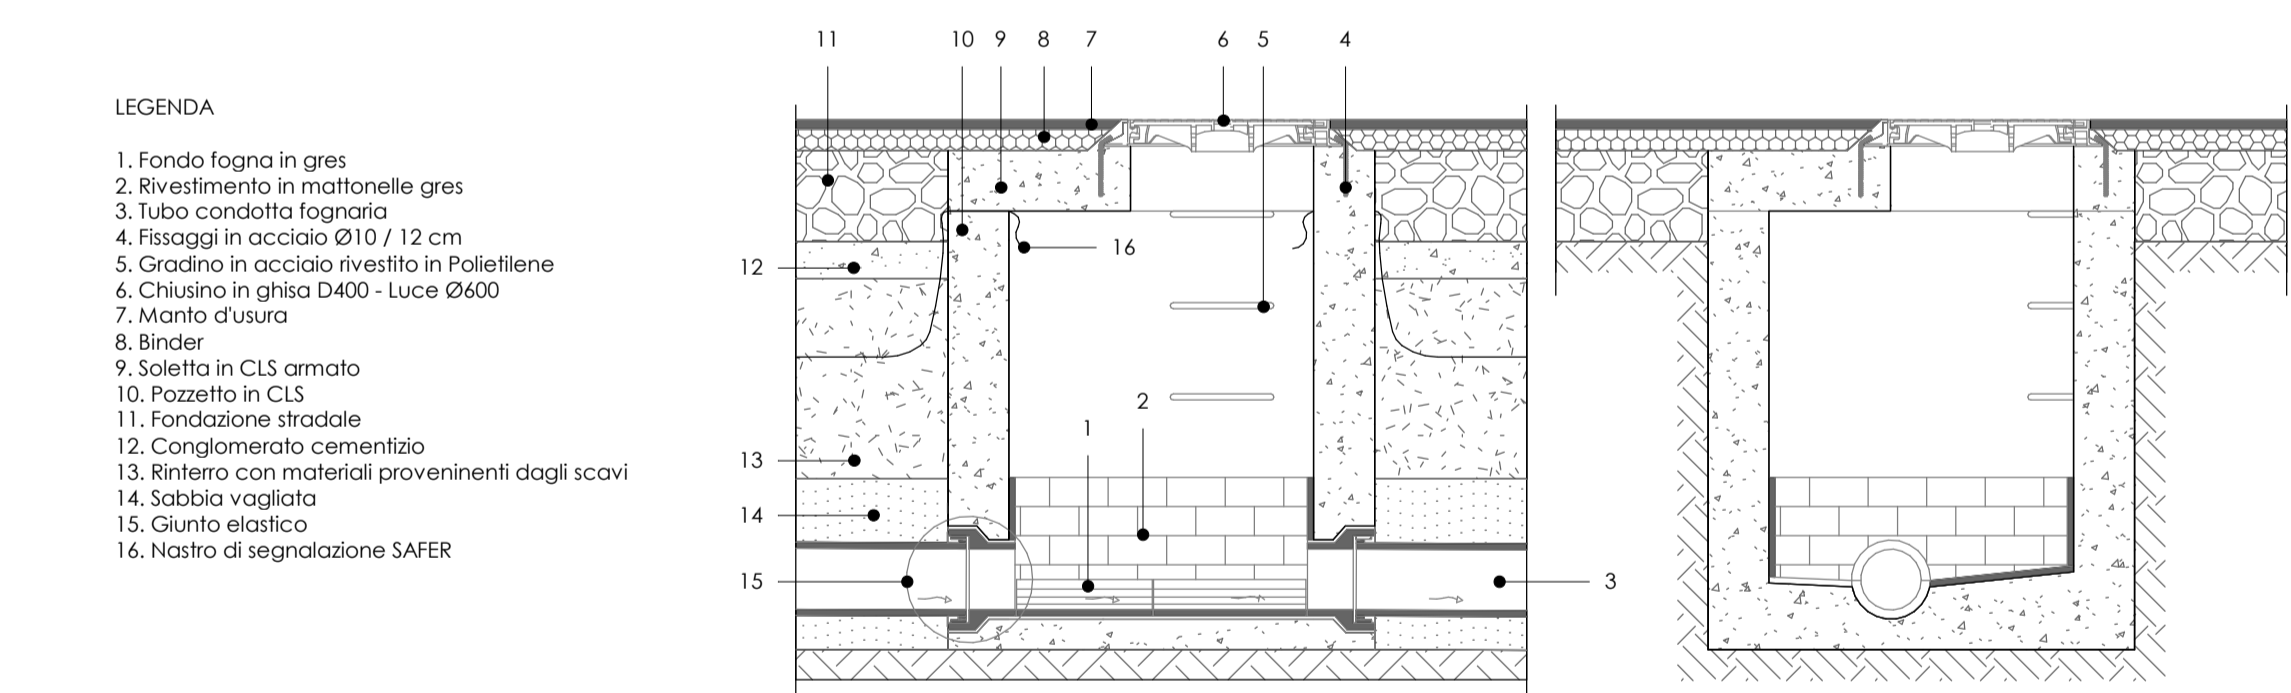 LEGENDA
1. Fondo fogna in gres
2. Rivestimento in mattonelle gres
3. Tubo condotta fognaria
4. Fissaggi in acciaio Ø10 / 12 cm
5. Gradino in acciaio rivestito in Polietilene
6. Chiusino in ghisa D400 - Luce Ø600
7. Manto d'usura
8. Binder
9. Soletta in CLS armato
10. Pozzetto in CLS
11. Fondazione stradale
12. Conglomerato cementizio
13. Rinterro con materiali proveninenti dagli scavi
14. Sabbia vagliata
15. Giunto elastico
16. Nastro di segnalazione SAFER
11 10 9 8 7 6 5 4
16
12
2
1
13
14
15 3